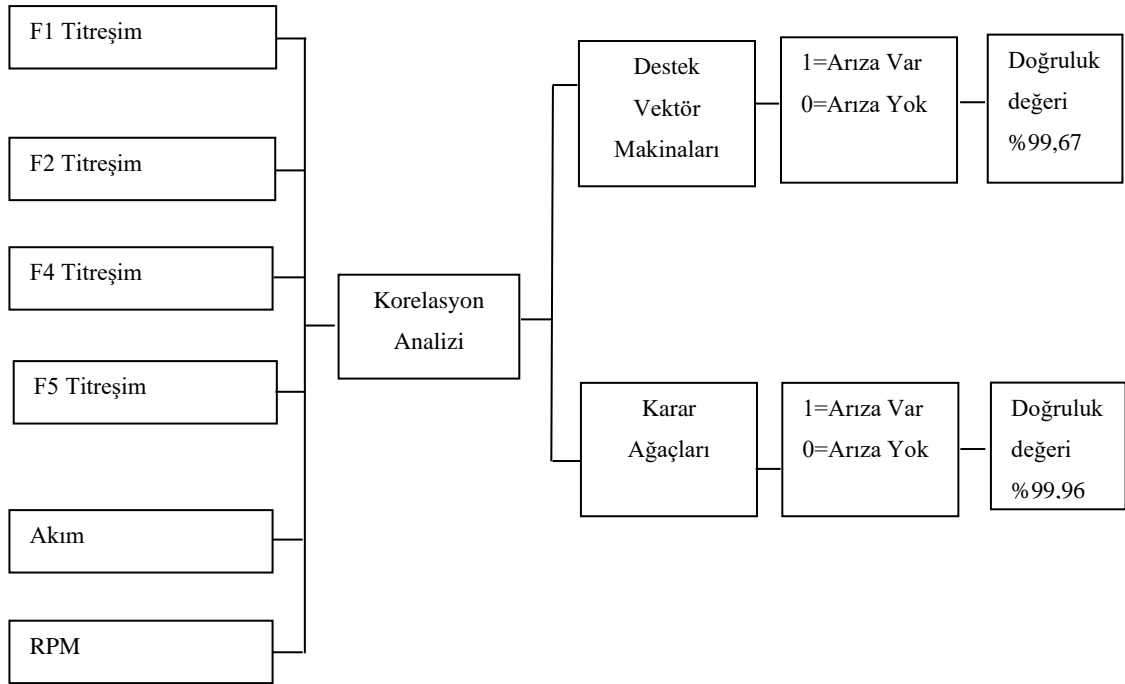 F1 Titreşim
F2 Titreşim
F4 Titreşim
F5 Titreşim
Akım
RPM
Korelasyon
Analizi
Destek
Vektör
Makinaları
1=Arıza Var
0=Arıza Yok
Doğruluk
değeri
%99,67
Karar
Ağaçları
1=Arıza Var
0=Arıza Yok
Doğruluk
değeri
%99,96